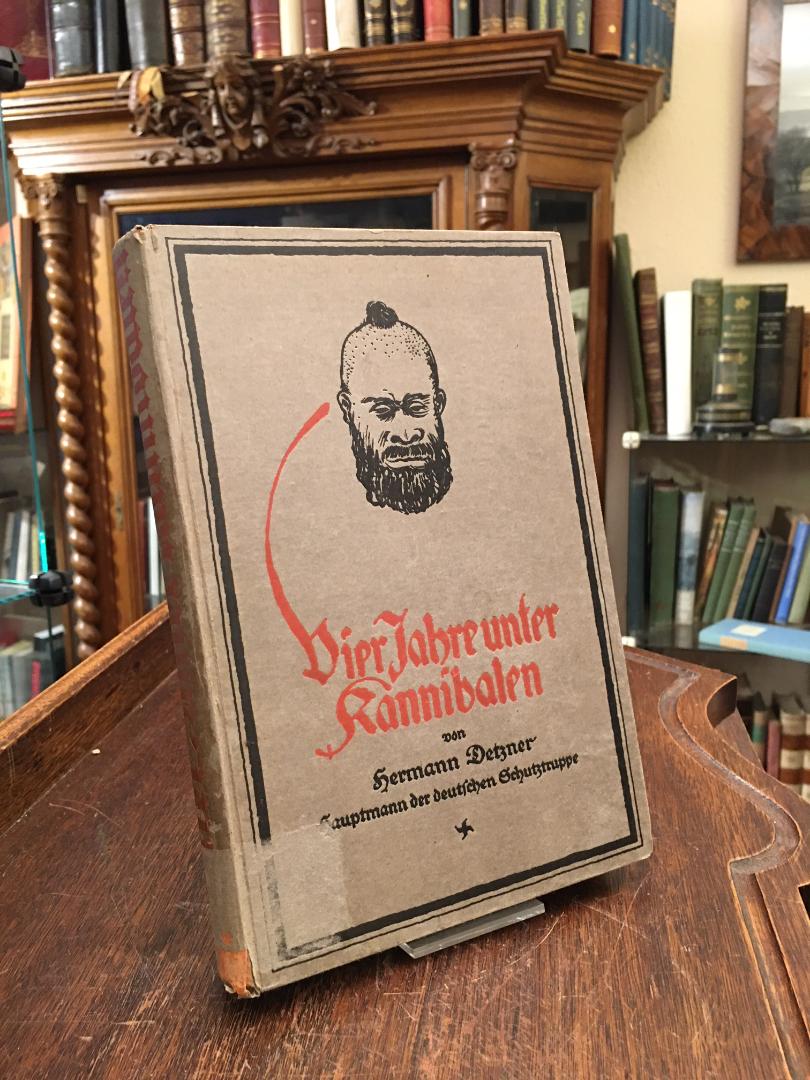 Vier Jahre unter
Kannibalen
von
Hermann Detzner
Hauptmann der deutschen Schutztruppe